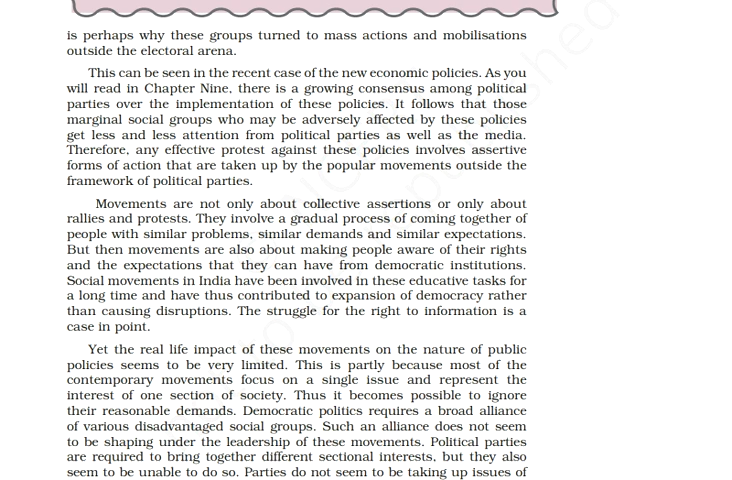 is perhaps why these groups turned to mass actions and mobilisations
outside the electoral arena.
This can be seen in the recent case of the new economic policies. As you
will read in Chapter Nine, there is a growing consensus among political
parties over the implementation of these policies. It follows that those
marginal social groups who may be adversely affected by these policies
get less and less attention from political parties as well as the media.
Therefore, any effective protest against these policies involves assertive
forms of action that are taken up by the popular movements outside the
framework of political parties.
Movements are not only about collective assertions or only about
rallies and protests. They involve a gradual process of coming together of
people with similar problems, similar demands and similar expectations.
But then movements are also about making people aware of their rights
and the expectations that they can have from democratic institutions.
Social movements in India have been involved in these educative tasks for
a long time and have thus contributed to expansion of democracy rather
than causing disruptions. The struggle for the right to information is a
case in point.
Yet the real life impact of these movements on the nature of public
policies seems to be very limited. This is partly because most of the
contemporary movements focus on a single issue and represent the
interest of one section of society. Thus it becomes possible to ignore
their reasonable demands. Democratic politics requires a broad alliance
of various disadvantaged social groups. Such an alliance does not seem
to be shaping under the leadership of these movements. Political parties
are required to bring together different sectional interests, but they also
seem to be unable to do so. Parties do not seem to be taking up issues of